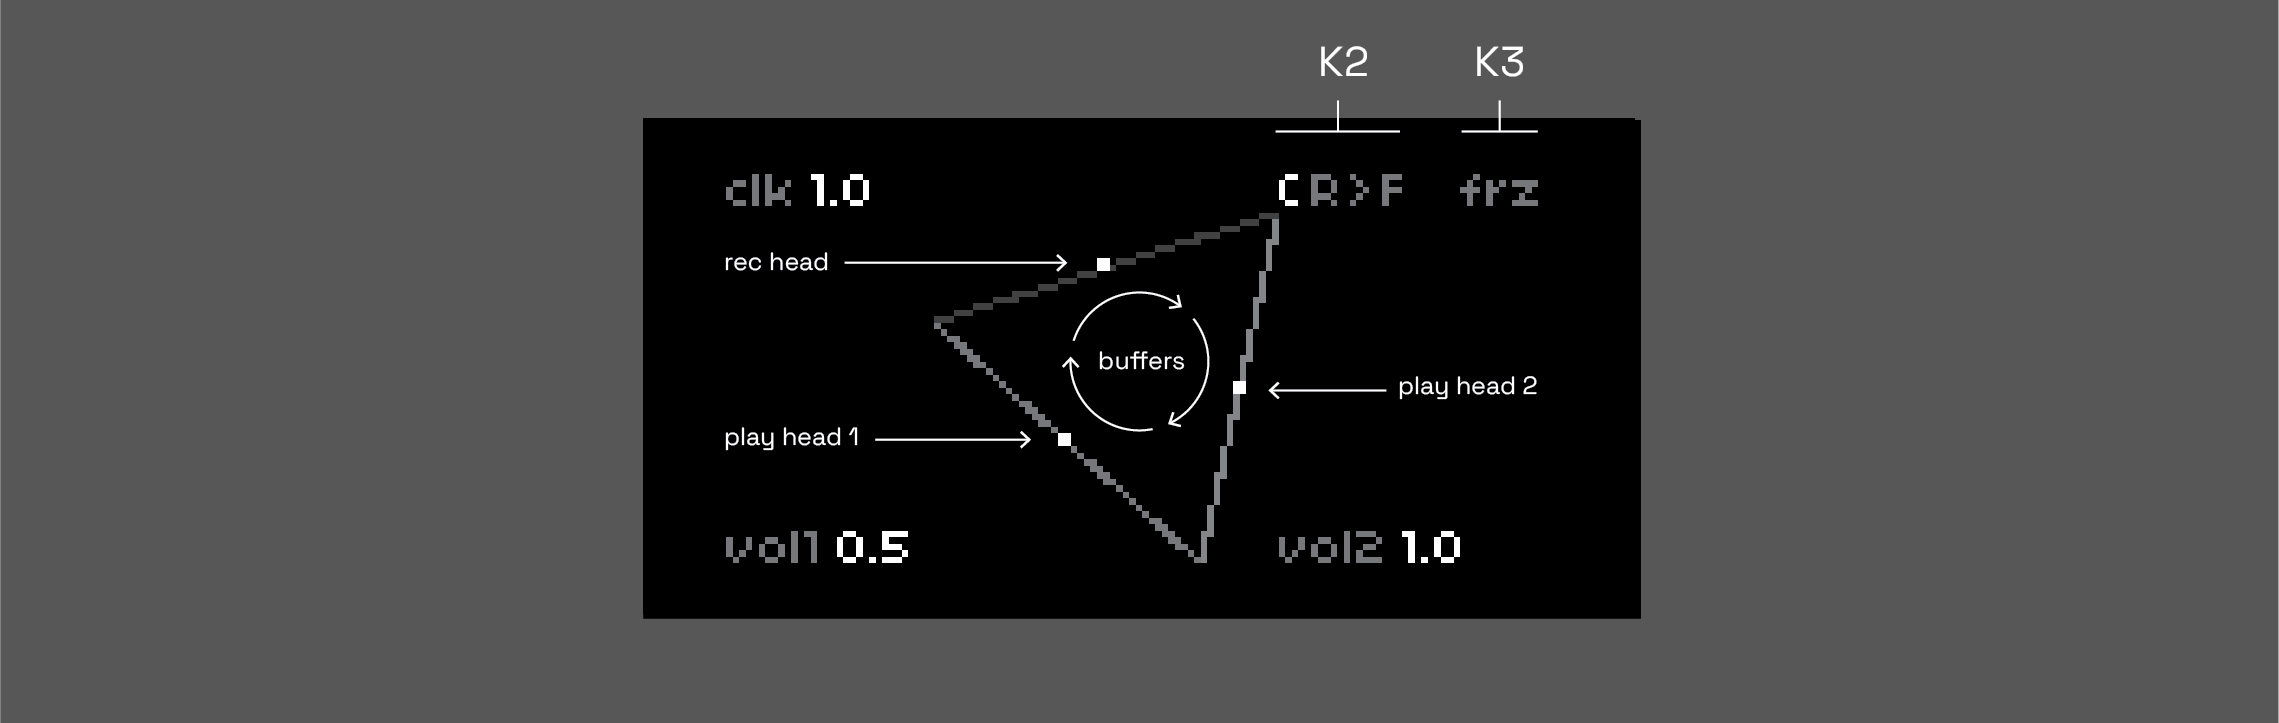 K2 K3
clk 1.0 C R > F frz
rec head
buffers
play head 2
play head 1
vol1 0.5 vol2 1.0